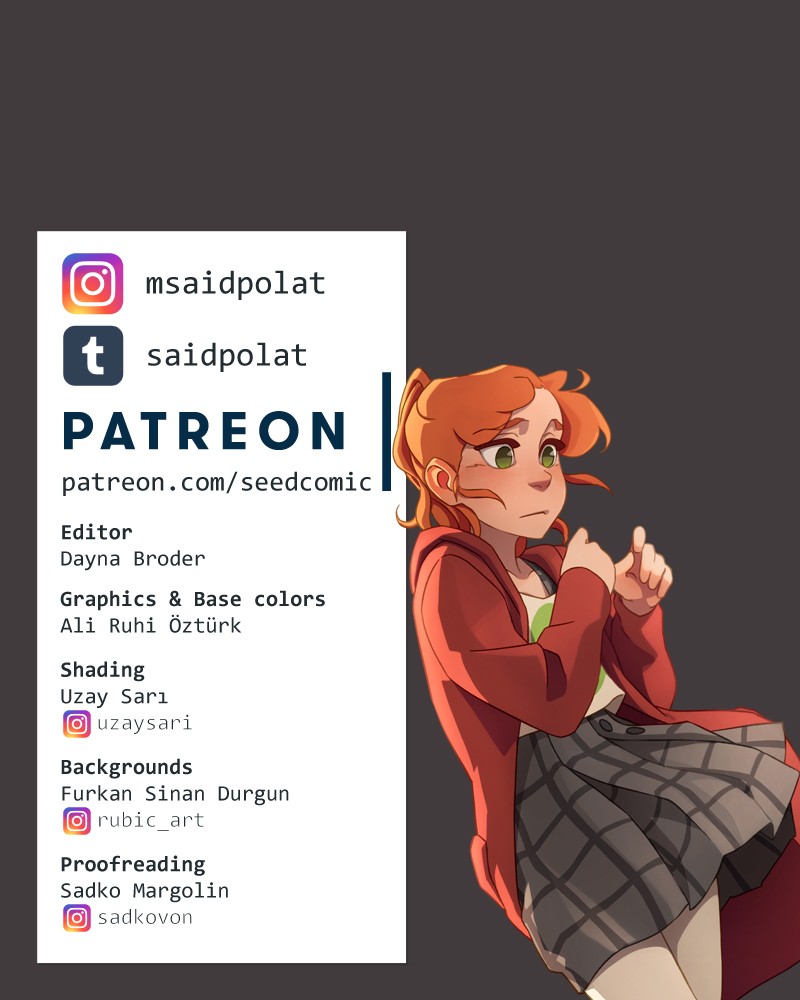 msaidpolat
saidpolat
PATREON
patreon.com/seedcomic
Editor
Dayna Broder
Graphics & Base colors
Ali Ruhi Öztürk
Shading
Uzay Sarı
uzaysari
Backgrounds
Furkan Sinan Durgun
rubic_art
Proofreading
Sadko Margolin
sadkovon